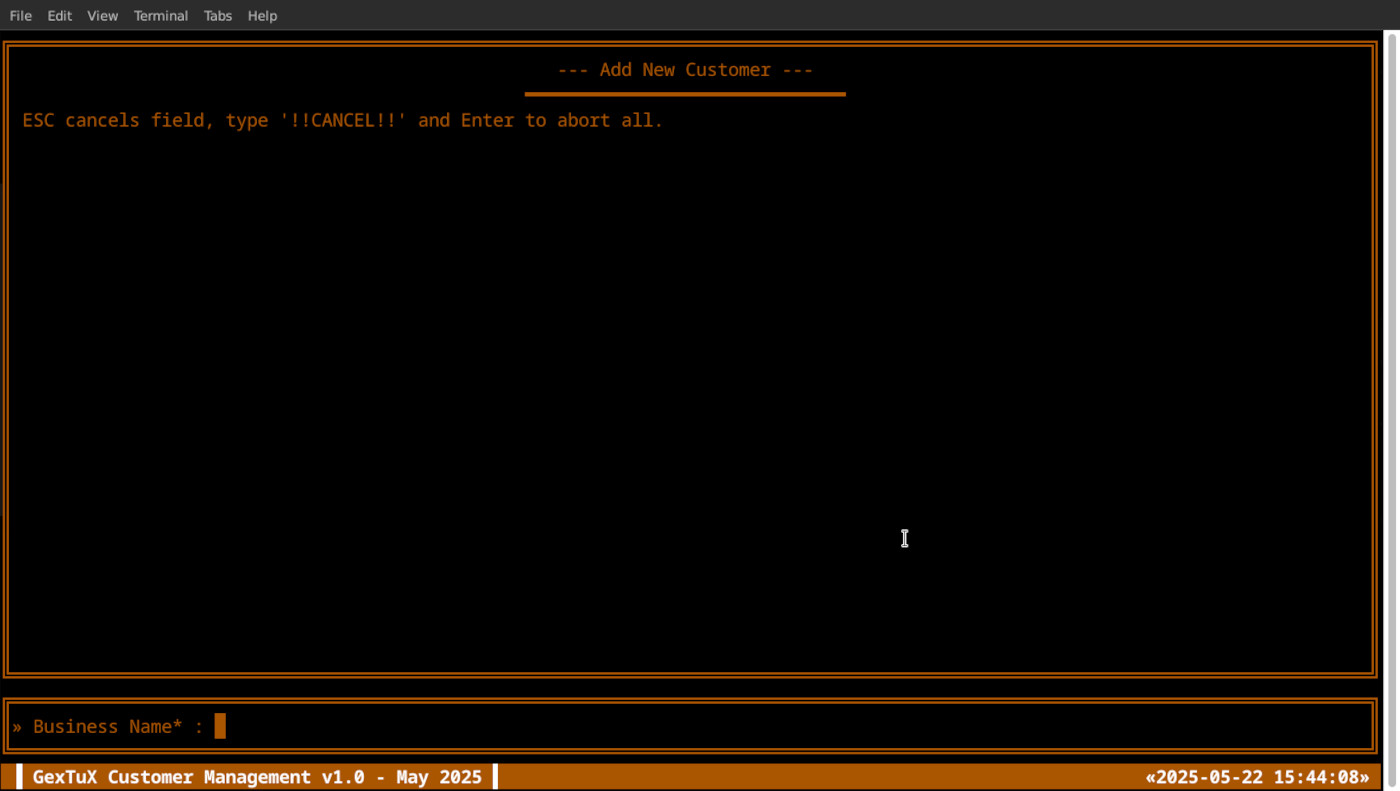 File Edit View Terminal Tabs Help
--- Add New Customer ---
ESC cancels field, type '!!CANCEL!!' and Enter to abort all.
» Business Name* :
GexTuX Customer Management v1.0 - May 2025 «2025-05-22 15:44:08»